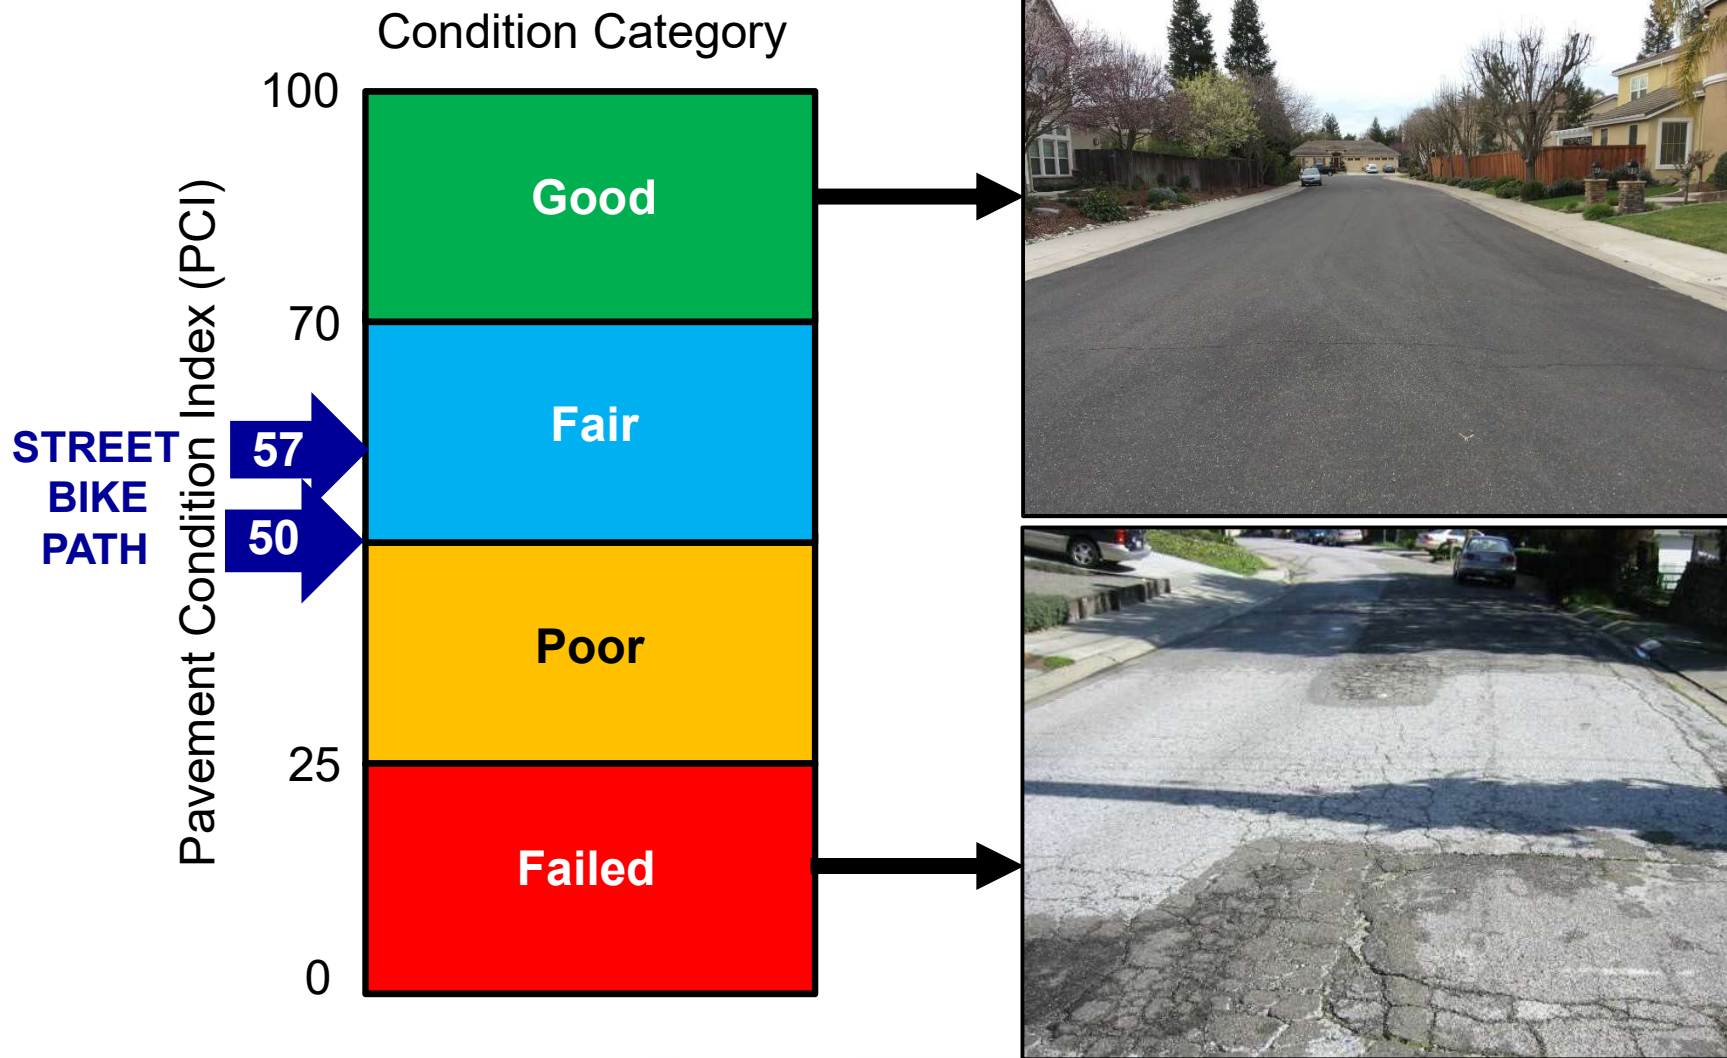 Condition Category
100
Good
70
Pavement Condition Index (PCI)
Fair
STREET
57
BIKE
PATH
50
Poor
25
Failed
0